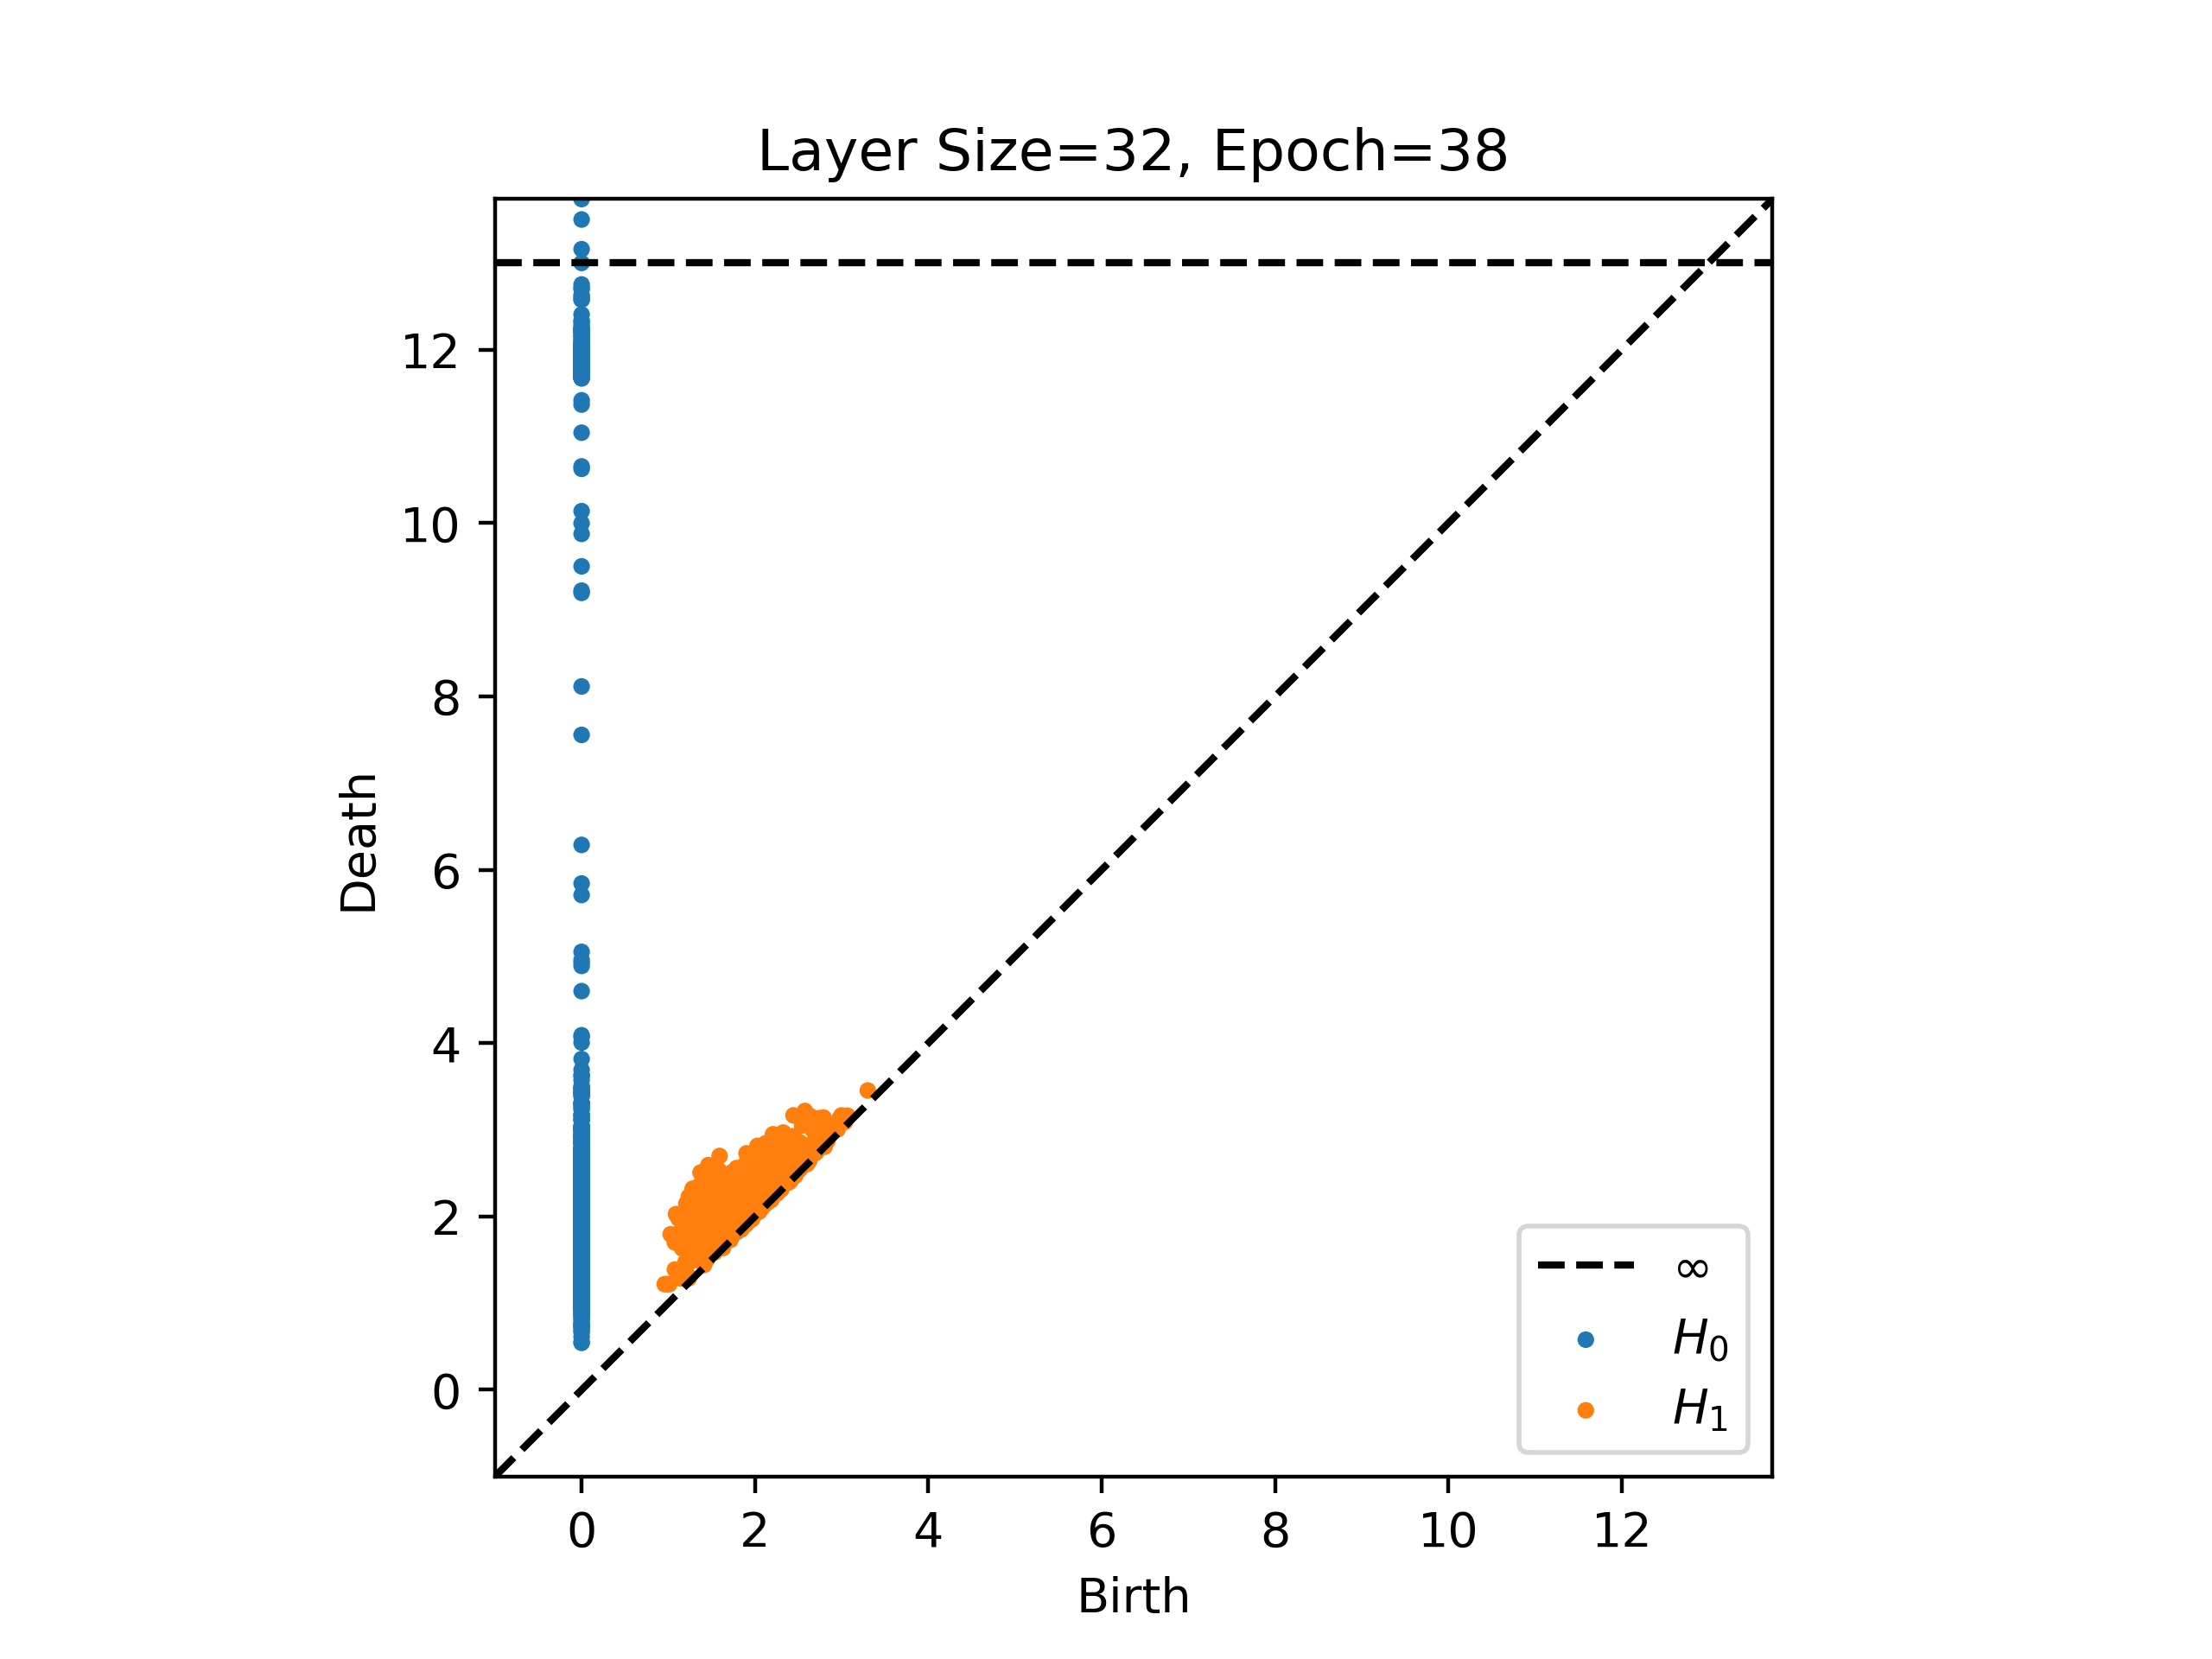 Layer Size=32, Epoch=38
Death
12
10
8
6
4
2
0
0 2 4 6 8 10 12
Birth
∞
H₀
H₁